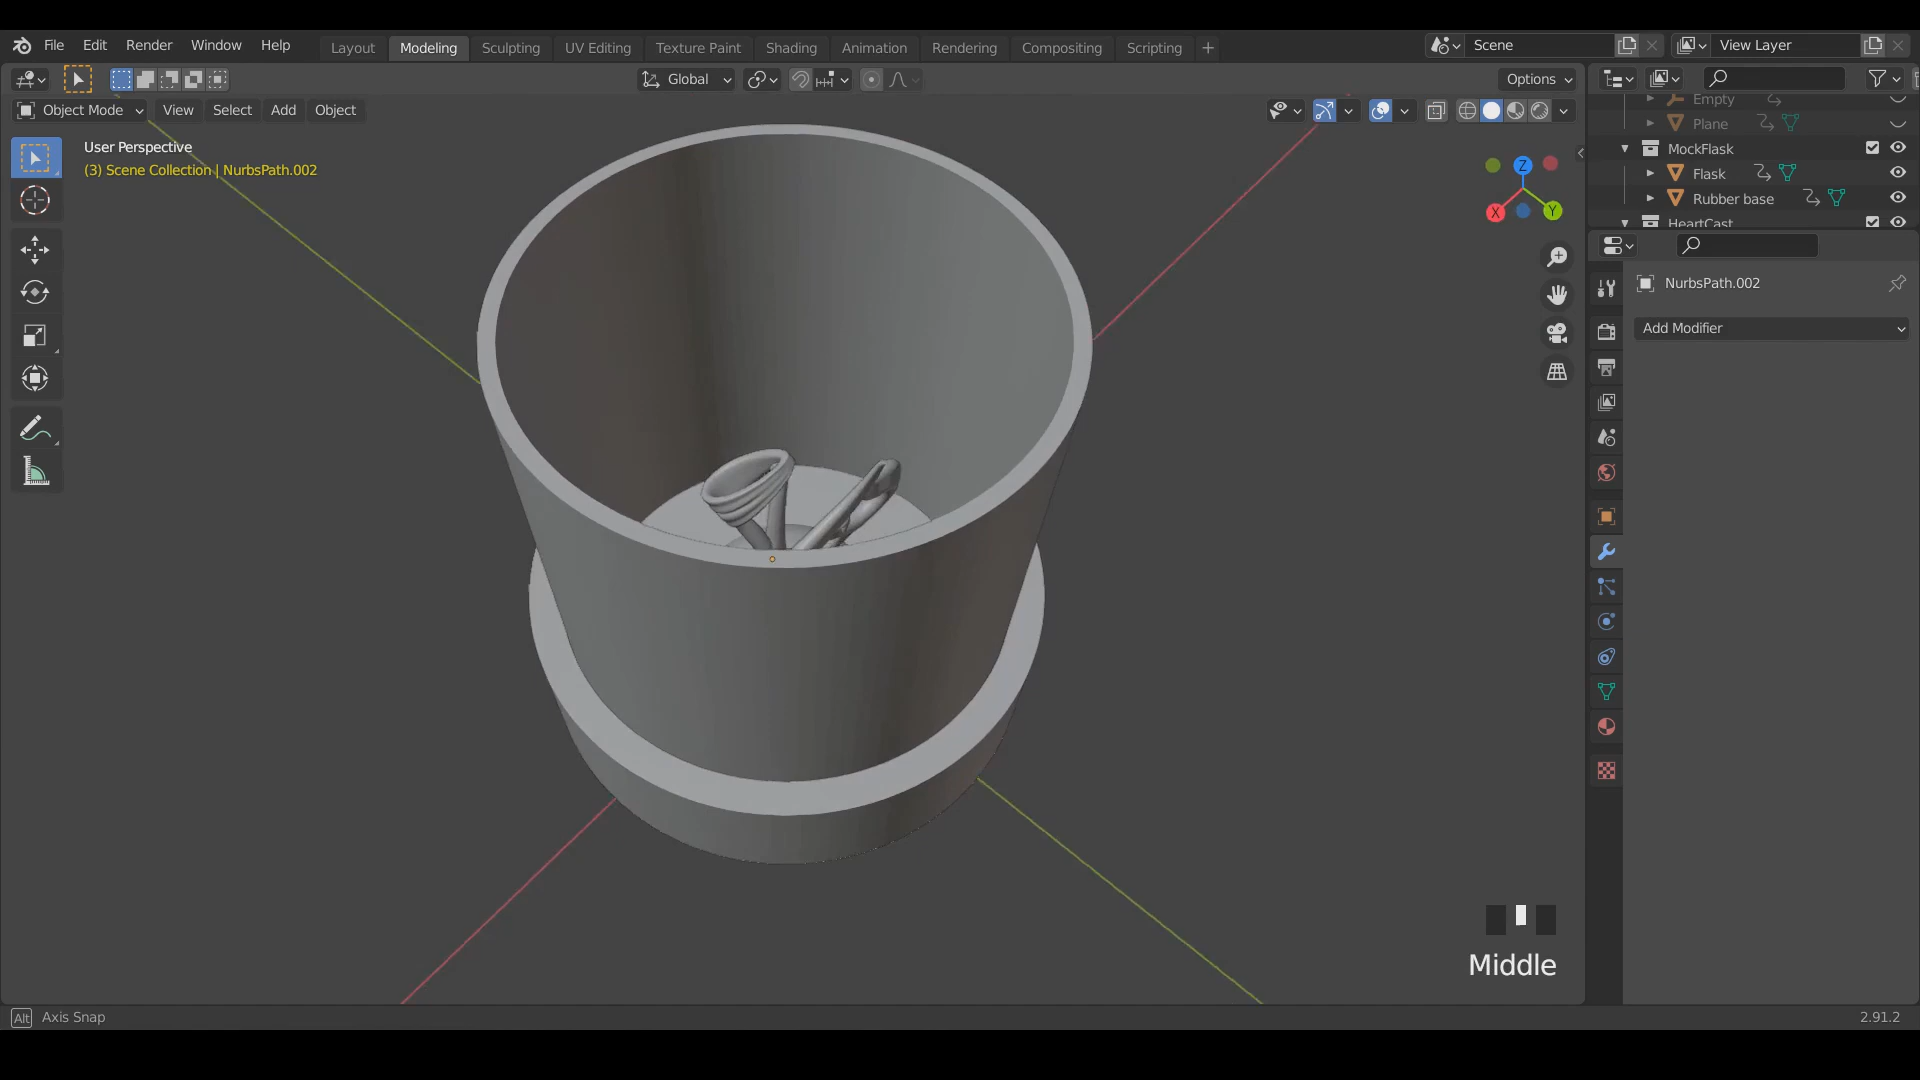 File Edit Render Window Help Layout Modeling Sculpting UV Editing Texture Paint Shading Animation Rendering Compositing Scripting + Scene View Layer
Global Options
Object Mode View Select Add Object
Empty
Plane
User Perspective
(3) Scene Collection | NurbsPath.002
MockFlask
Flask
Rubber base
HeartCast
Z
X
Y
NurbsPath.002
Add Modifier
Middle
Alt Axis Snap
2.91.2